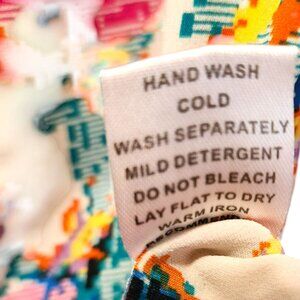 HAND WASH
COLD
WASH SEPARATELY
MILD DETERGENT
DO NOT BLEACH
LAY FLAT TO DRY
WARM IRON